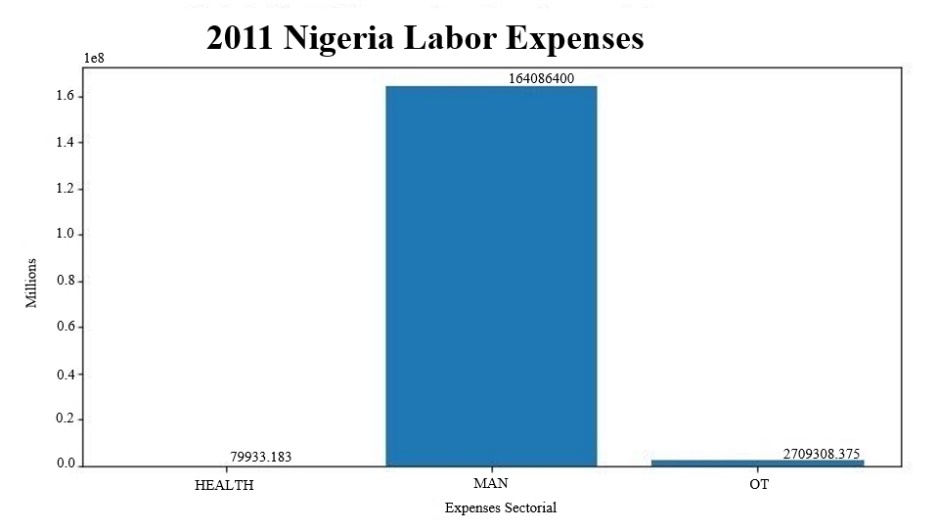 2011 Nigeria Labor Expenses
1e8
164086400
1.6
1.4
1.2
1.0
0.8
Millions
0.6
0.4
0.2
79933.183
2709308.375
0.0
HEALTH
MAN
OT
Expenses Sectorial